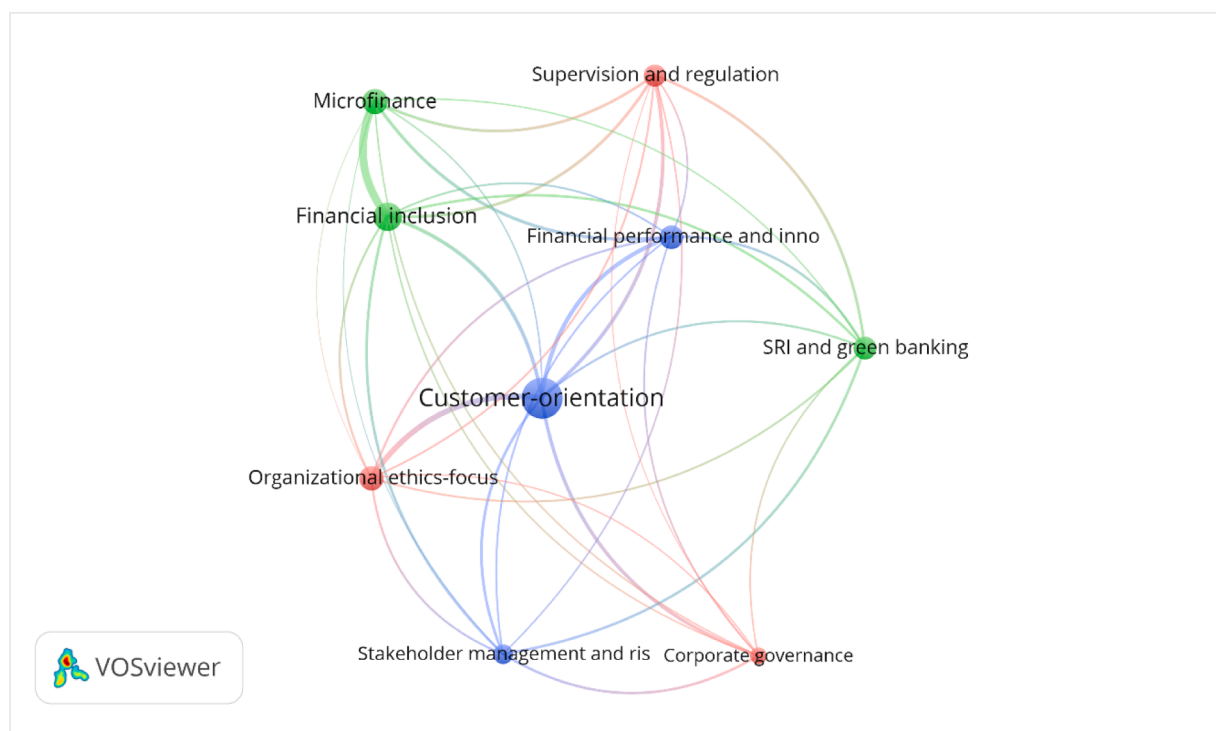 Supervision and regulation
Microfinance
Financial inclusion
Financial performance and inno
SRI and green banking
Customer-orientation
Organizational ethics-focus
Stakeholder management and ris
Corporate governance
VOSviewer